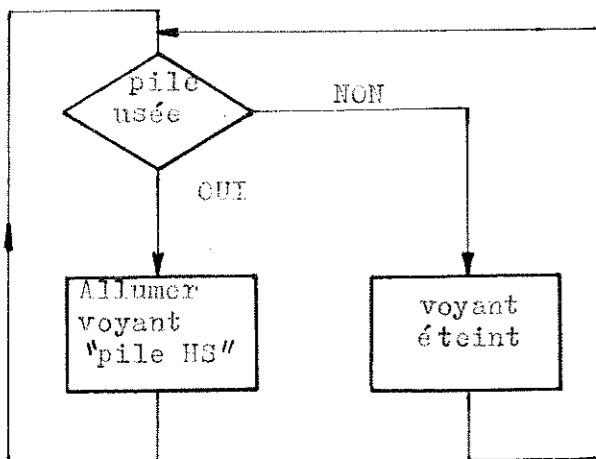 pile
usée
NON
OUI
Allumer
voyant
"pile HS"
voyant
éteint